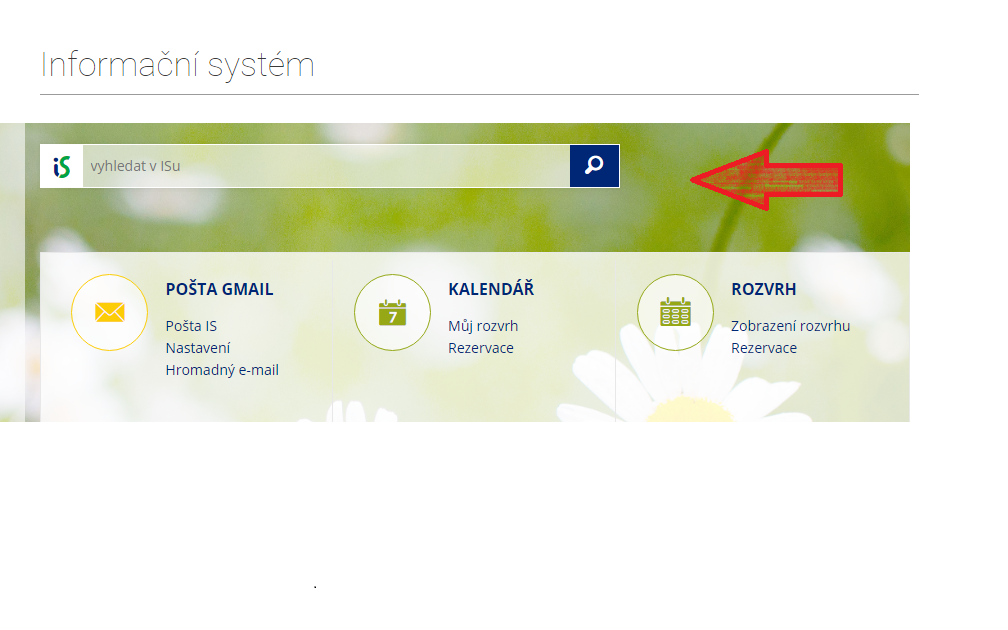 Informační systém
iS vyhledat v ISu
POŠTA GMAIL
Pošta IS
Nastavení
Hromadný e-mail
7
KALENDÁŘ
Můj rozvrh
Rezervace
ROZVRH
Zobrazení rozvrhu
Rezervace
.